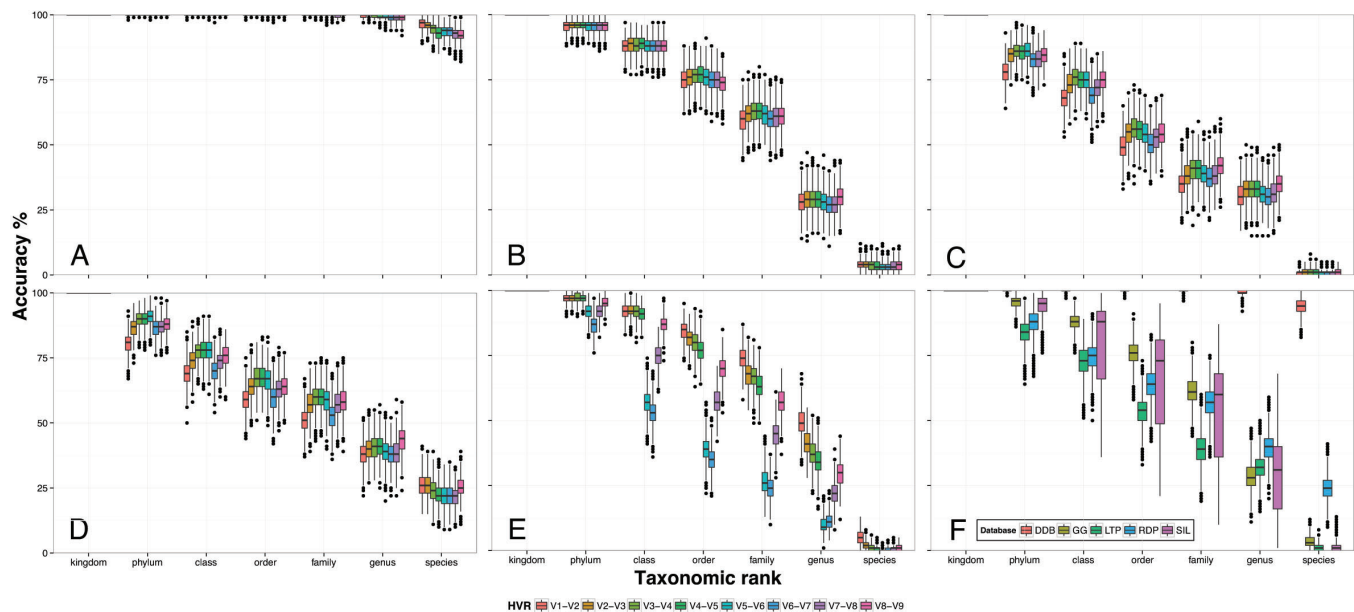 100
75
50
25
0
A
B
C
Accuracy %
100
75
50
25
0
D
E
F
Database DDB GG LTP RDP SIL
kingdom phylum class order family genus species
kingdom phylum class order family genus species
kingdom phylum class order family genus species
Taxonomic rank
HVR V1-V2 V2-V3 V3-V4 V4-V5 V5-V6 V6-V7 V7-V8 V8-V9